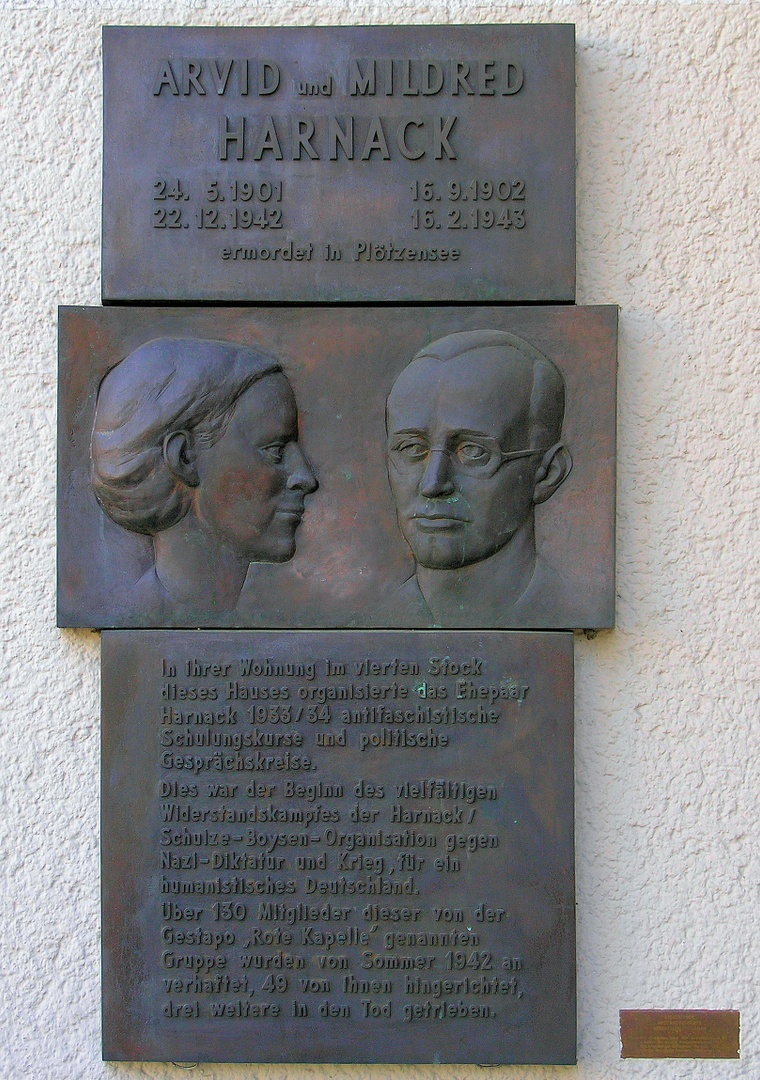 ARVID und MILDRED
HARNACK
24. 5.1901 16.9.1902
22.12.1942 16.2.1943
ermordet in Plötzensee
In ihrer Wohnung im vierten Stock
dieses Hauses organisierte das Ehepaar
Harnack 1933/34 antifaschistische
Schulungskurse und politische
Gesprächskreise.
Dies war der Beginn des vielfältigen
Widerstandskampfes der Harnack/
Schulze-Boysen-Organisation gegen
Nazi-Diktatur und Krieg, für ein
humanistisches Deutschland.
Über 130 Mitglieder dieser von der
Gestapo „Rote Kapelle" genannten
Gruppe wurden von Sommer 1942 an
verhaftet, 49 von ihnen hingerichtet,
drei weitere in den Tod getrieben.